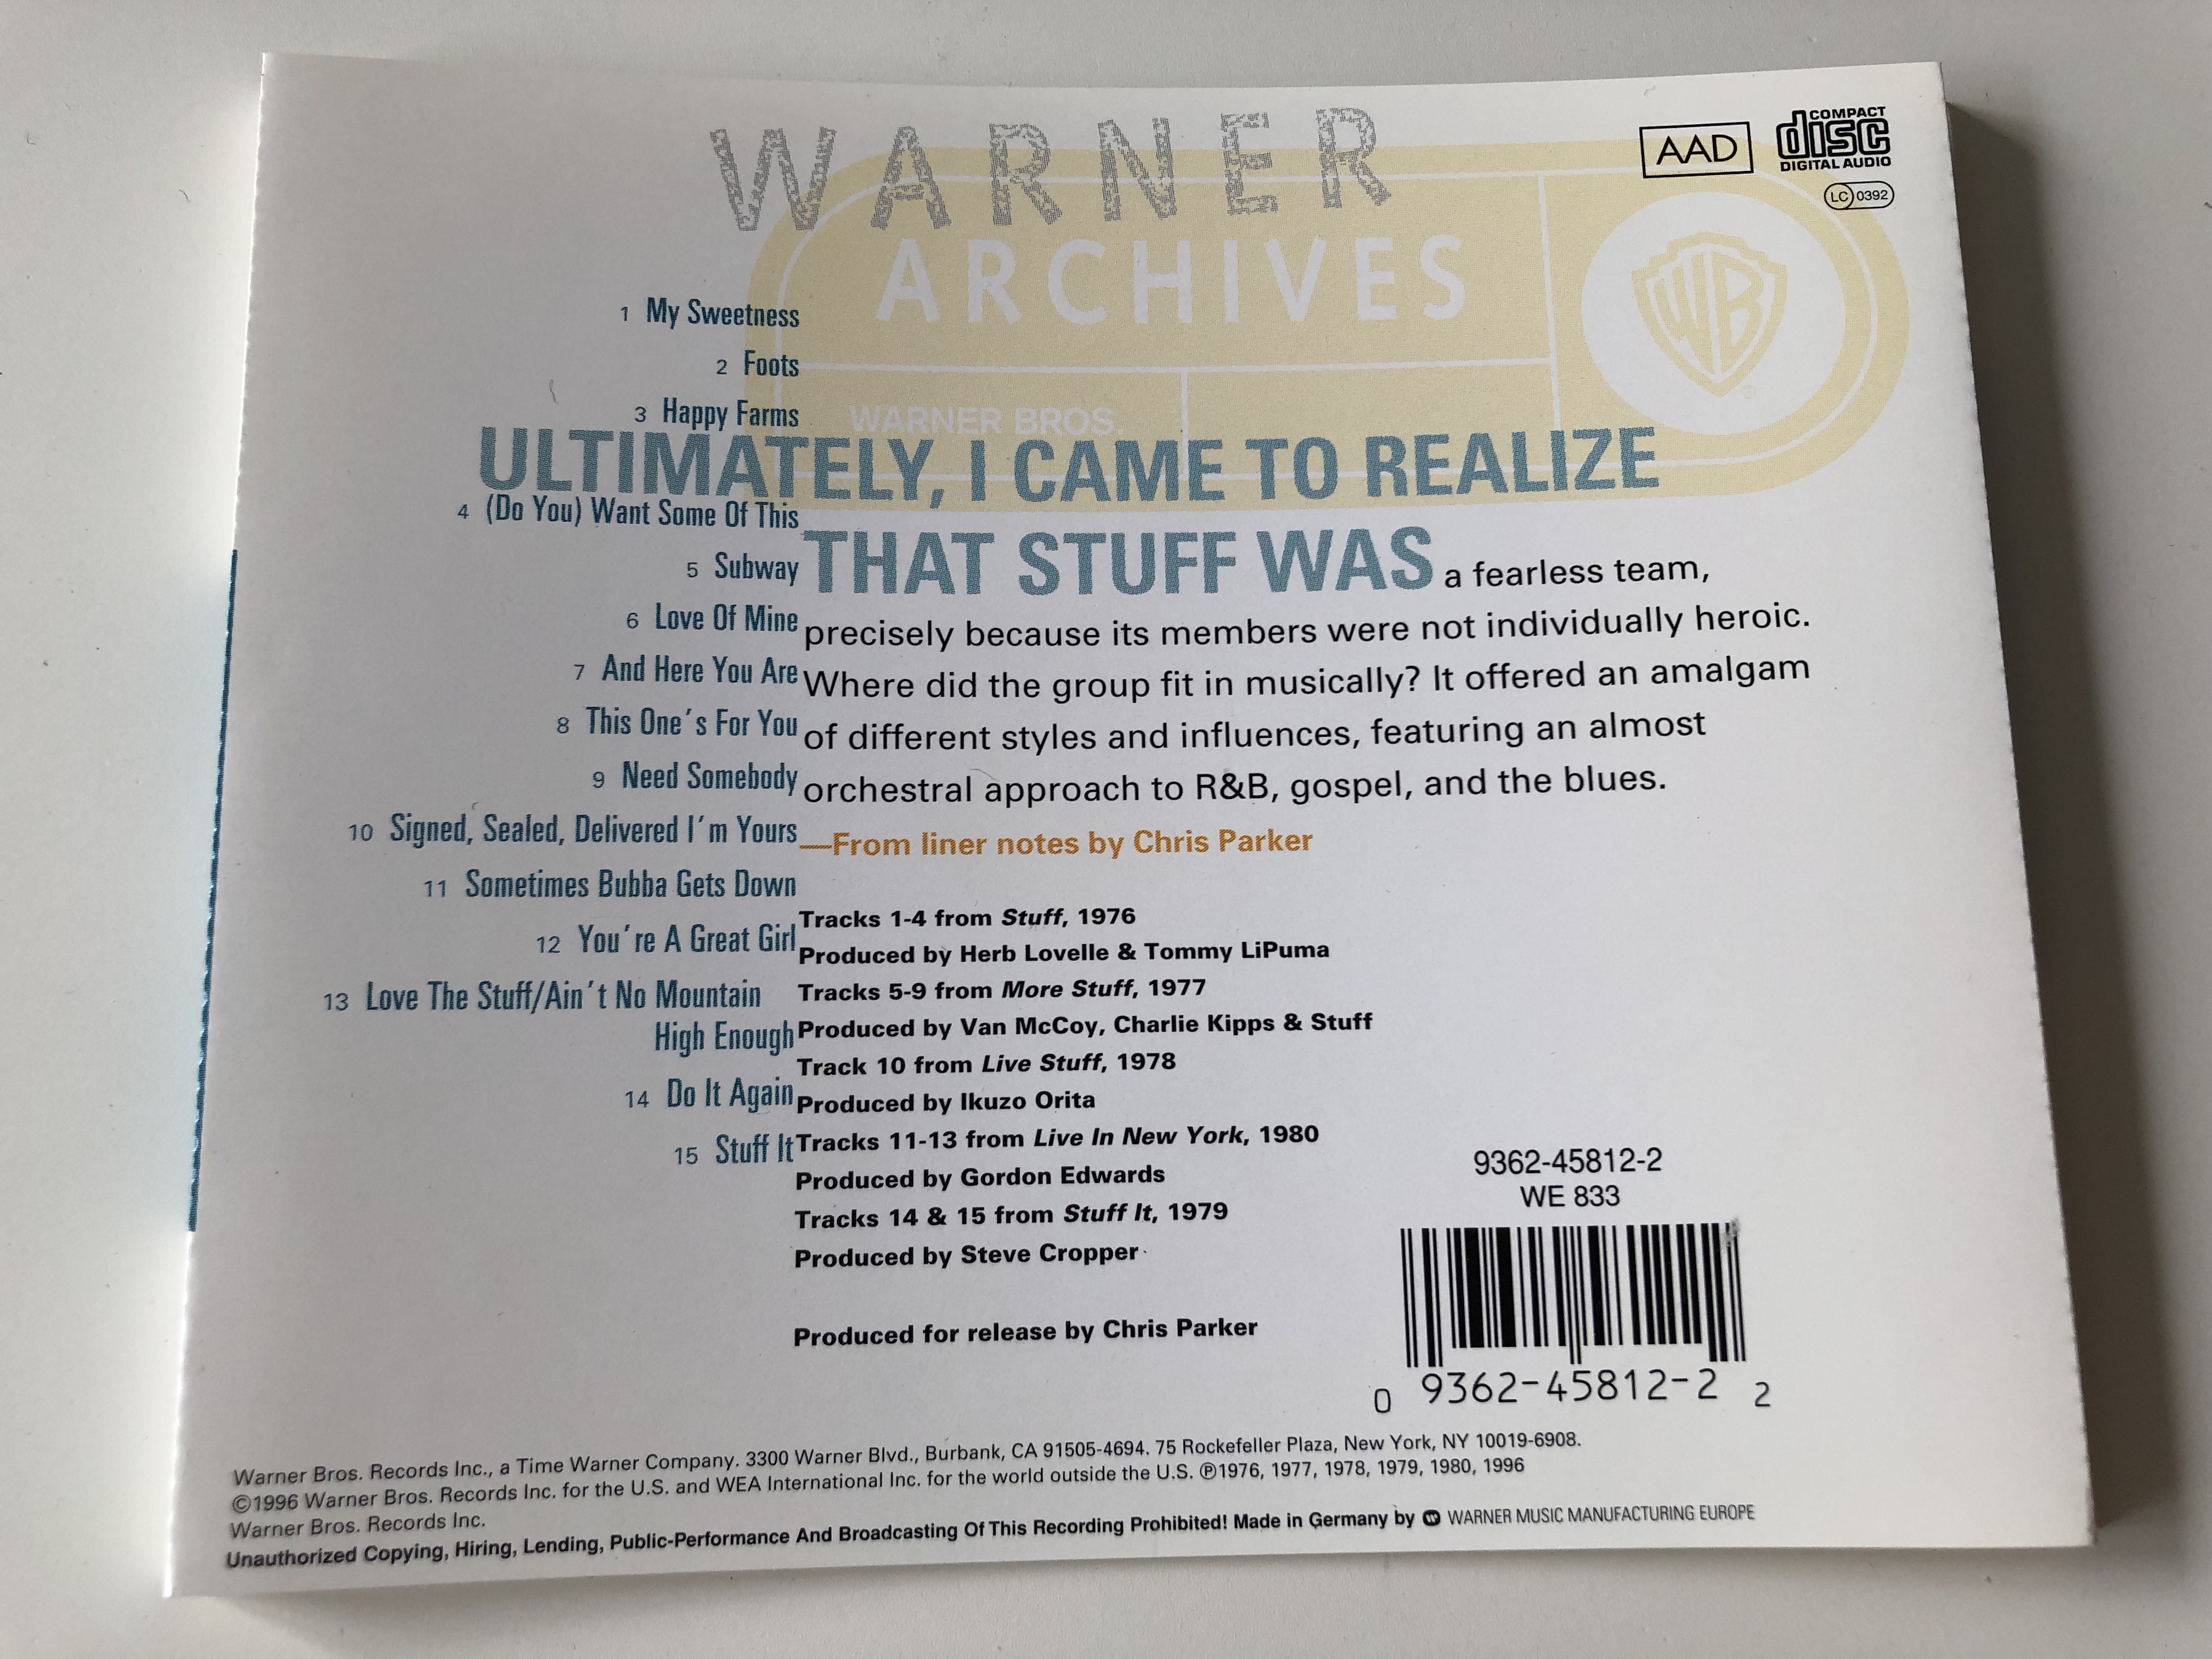 WARNER
ARCHIVES
WARNER BROS.
WB
AAD
COMPACT
disc
DIGITAL AUDIO
LC 0392
1 My Sweetness
2 Foots
3 Happy Farms
4 (Do You) Want Some Of This
5 Subway
6 Love Of Mine
7 And Here You Are
8 This One's For You
9 Need Somebody
10 Signed, Sealed, Delivered I'm Yours
11 Sometimes Bubba Gets Down
12 You're A Great Girl
13 Love The Stuff/Ain't No Mountain
High Enough
14 Do It Again
15 Stuff It
ULTIMATELY, I CAME TO REALIZE
THAT STUFF WAS a fearless team,
precisely because its members were not individually heroic.
Where did the group fit in musically? It offered an amalgam
of different styles and influences, featuring an almost
orchestral approach to R&B, gospel, and the blues.
—From liner notes by Chris Parker
Tracks 1-4 from Stuff, 1976
Produced by Herb Lovelle & Tommy LiPuma
Tracks 5-9 from More Stuff, 1977
Produced by Van McCoy, Charlie Kipps & Stuff
Track 10 from Live Stuff, 1978
Produced by Ikuzo Orita
Tracks 11-13 from Live In New York, 1980
Produced by Gordon Edwards
Tracks 14 & 15 from Stuff It, 1979
Produced by Steve Cropper
Produced for release by Chris Parker
9362-45812-2
WE 833
0 9362-45812-2 2
Warner Bros. Records Inc., a Time Warner Company. 3300 Warner Blvd., Burbank, CA 91505-4694. 75 Rockefeller Plaza, New York, NY 10019-6908.
©1996 Warner Bros. Records Inc. for the U.S. and WEA International Inc. for the world outside the U.S. ℗1976, 1977, 1978, 1979, 1980, 1996
Warner Bros. Records Inc.
Unauthorized Copying, Hiring, Lending, Public-Performance And Broadcasting Of This Recording Prohibited! Made in Germany by WARNER MUSIC MANUFACTURING EUROPE